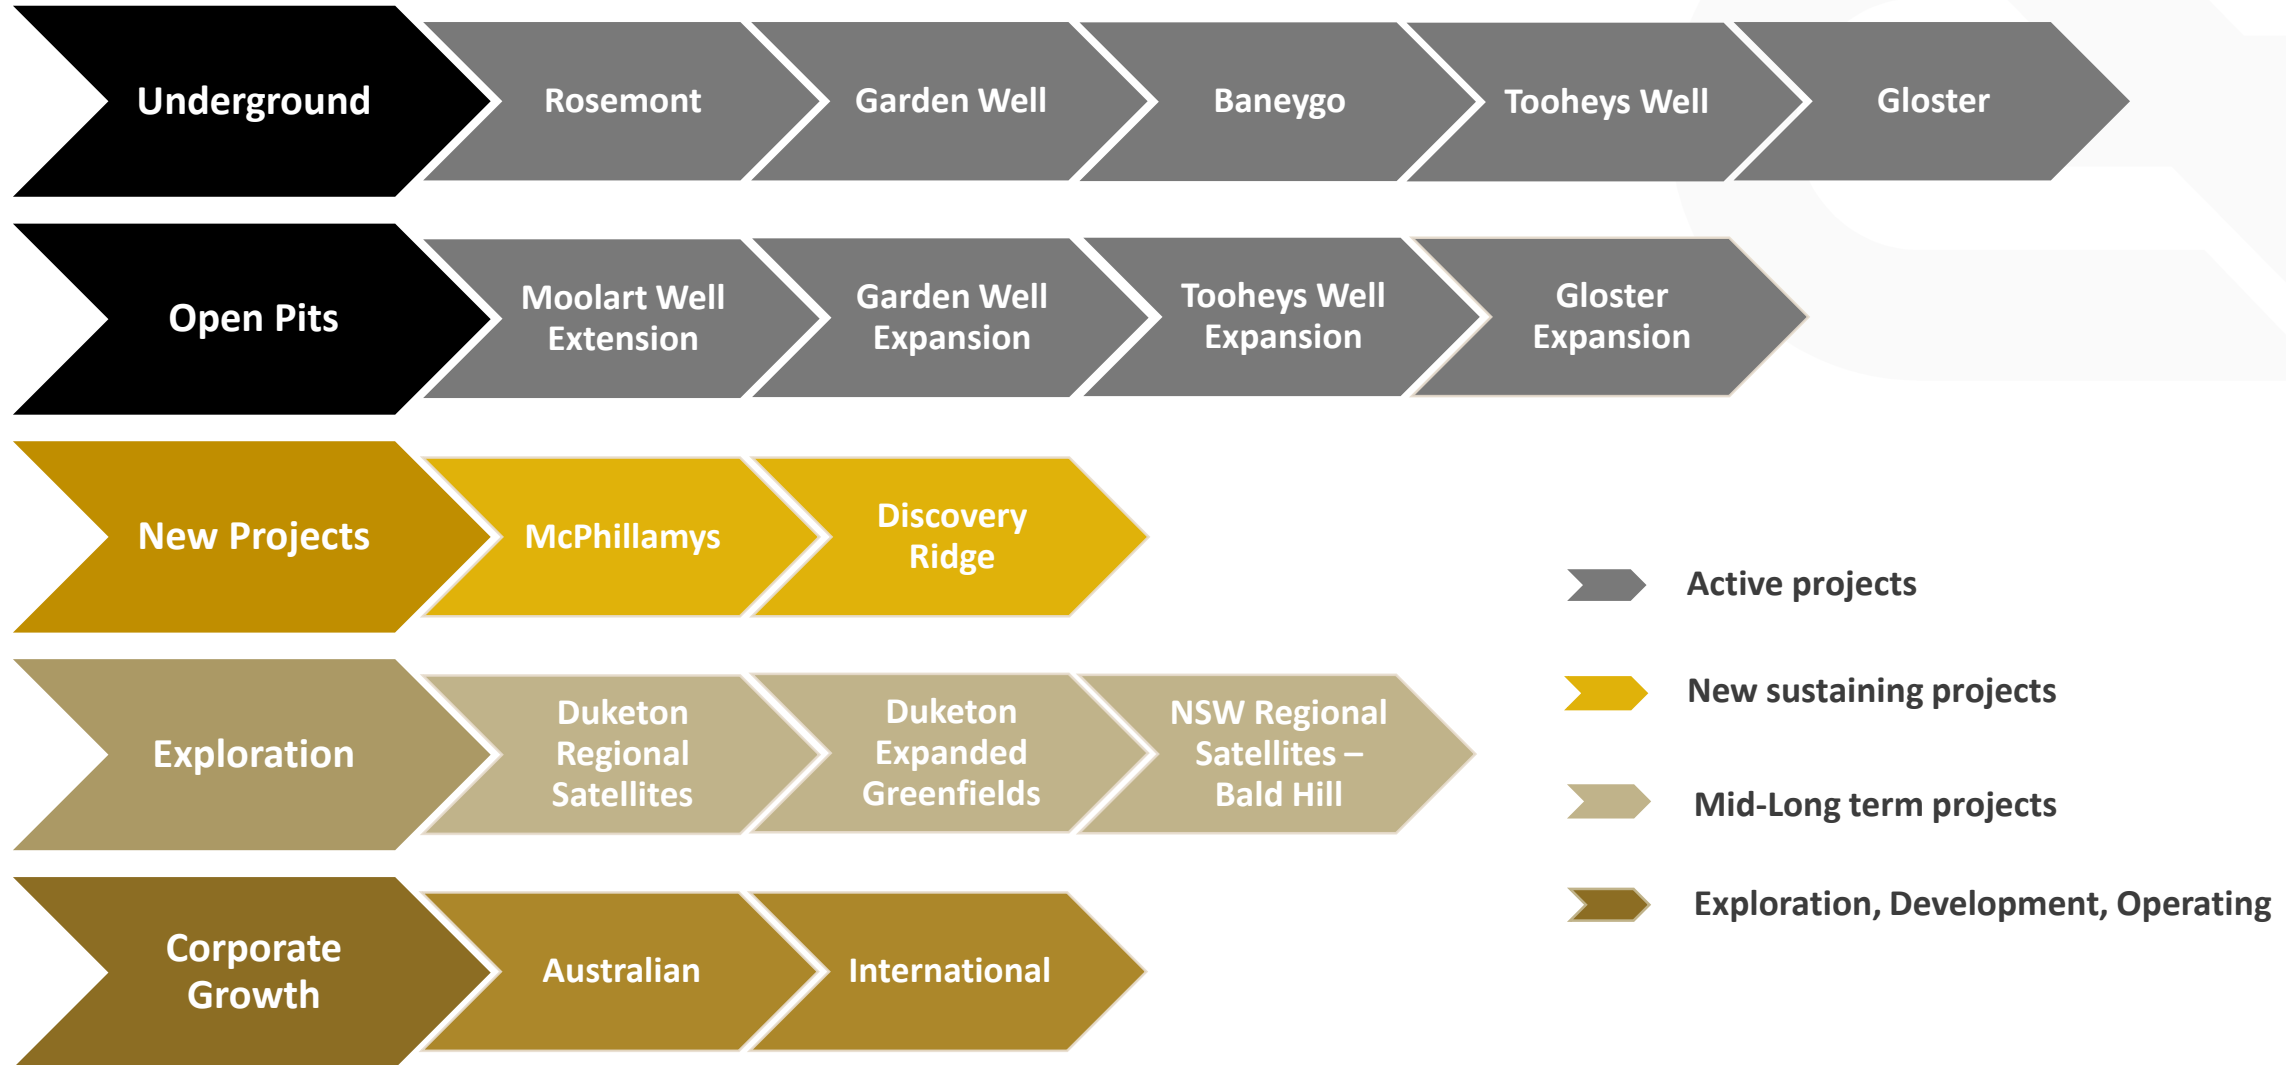 Underground
Rosemont
Garden Well
Baneygo
Tooheys Well
Gloster
Open Pits
Moolart Well
Extension
Garden Well
Expansion
Tooheys Well
Expansion
Gloster
Expansion
New Projects
McPhillamys
Discovery
Ridge
Exploration
Duketon
Regional
Satellites
Duketon
Expanded
Greenfields
NSW Regional
Satellites –
Bald Hill
Corporate
Growth
Australian
International
Active projects
New sustaining projects
Mid-Long term projects
Exploration, Development, Operating